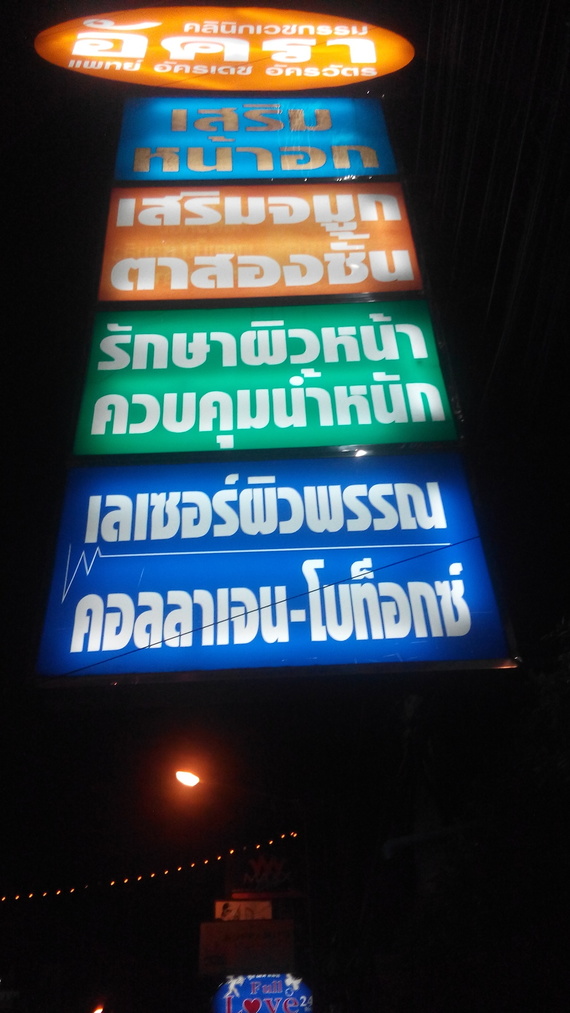 คลินิกเวชกรรม
อัครา
แพทย์ อัครเดช อัครวัตร
เสริม
หน้าอก
เสริมจมูก
ตาสองชั้น
รักษาผิวหน้า
ควบคุมน้ำหนัก
เลเซอร์ผิวพรรณ
คอลลาเจน-โบท็อกซ์
Full
Love 24